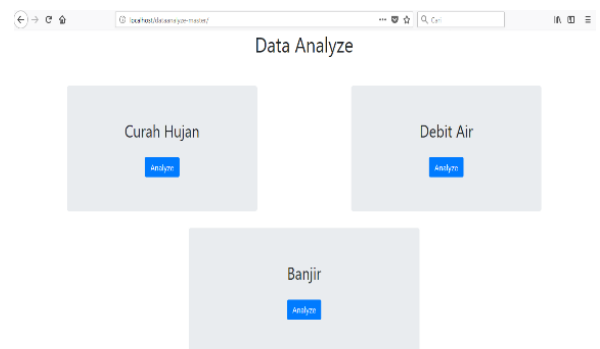 localhost/dataanalyze-master/
Cari
Data Analyze
Curah Hujan
Analyze
Debit Air
Analyze
Banjir
Analyze